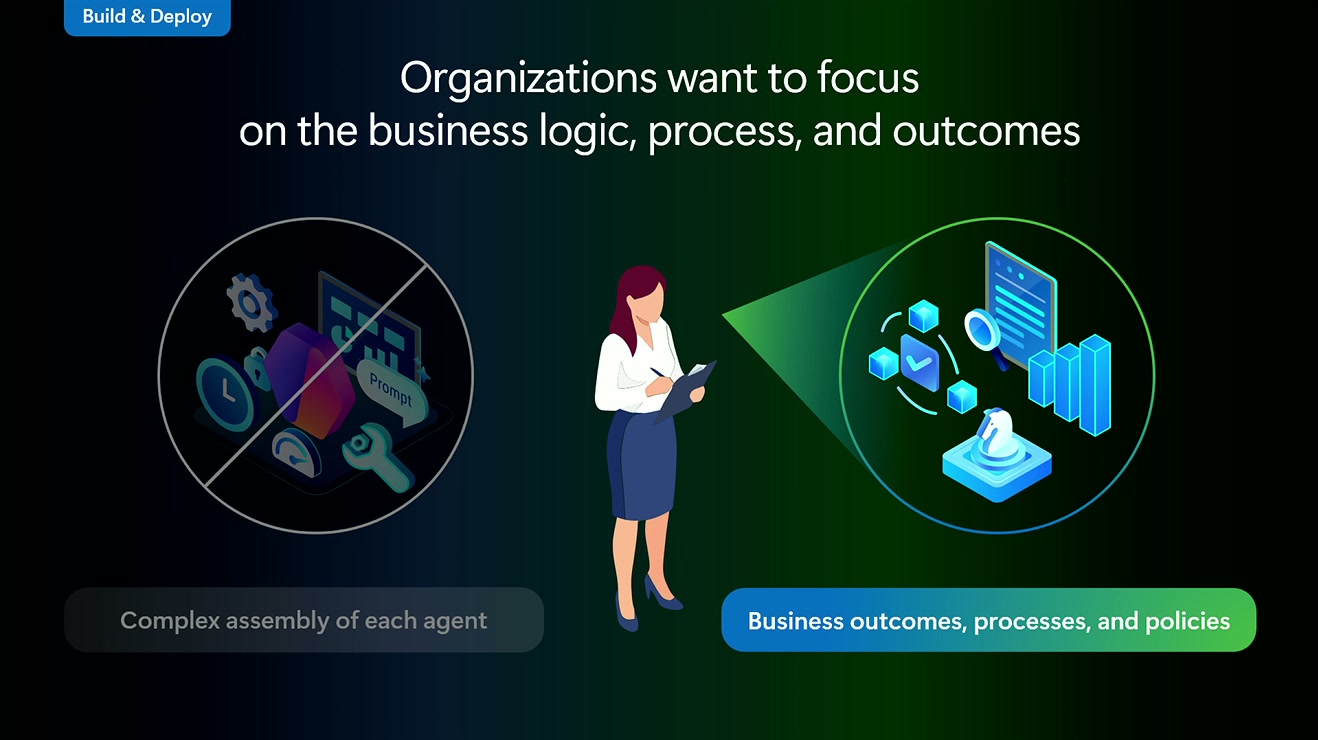 Build & Deploy
Organizations want to focus
on the business logic, process, and outcomes
Prompt
Complex assembly of each agent
Business outcomes, processes, and policies